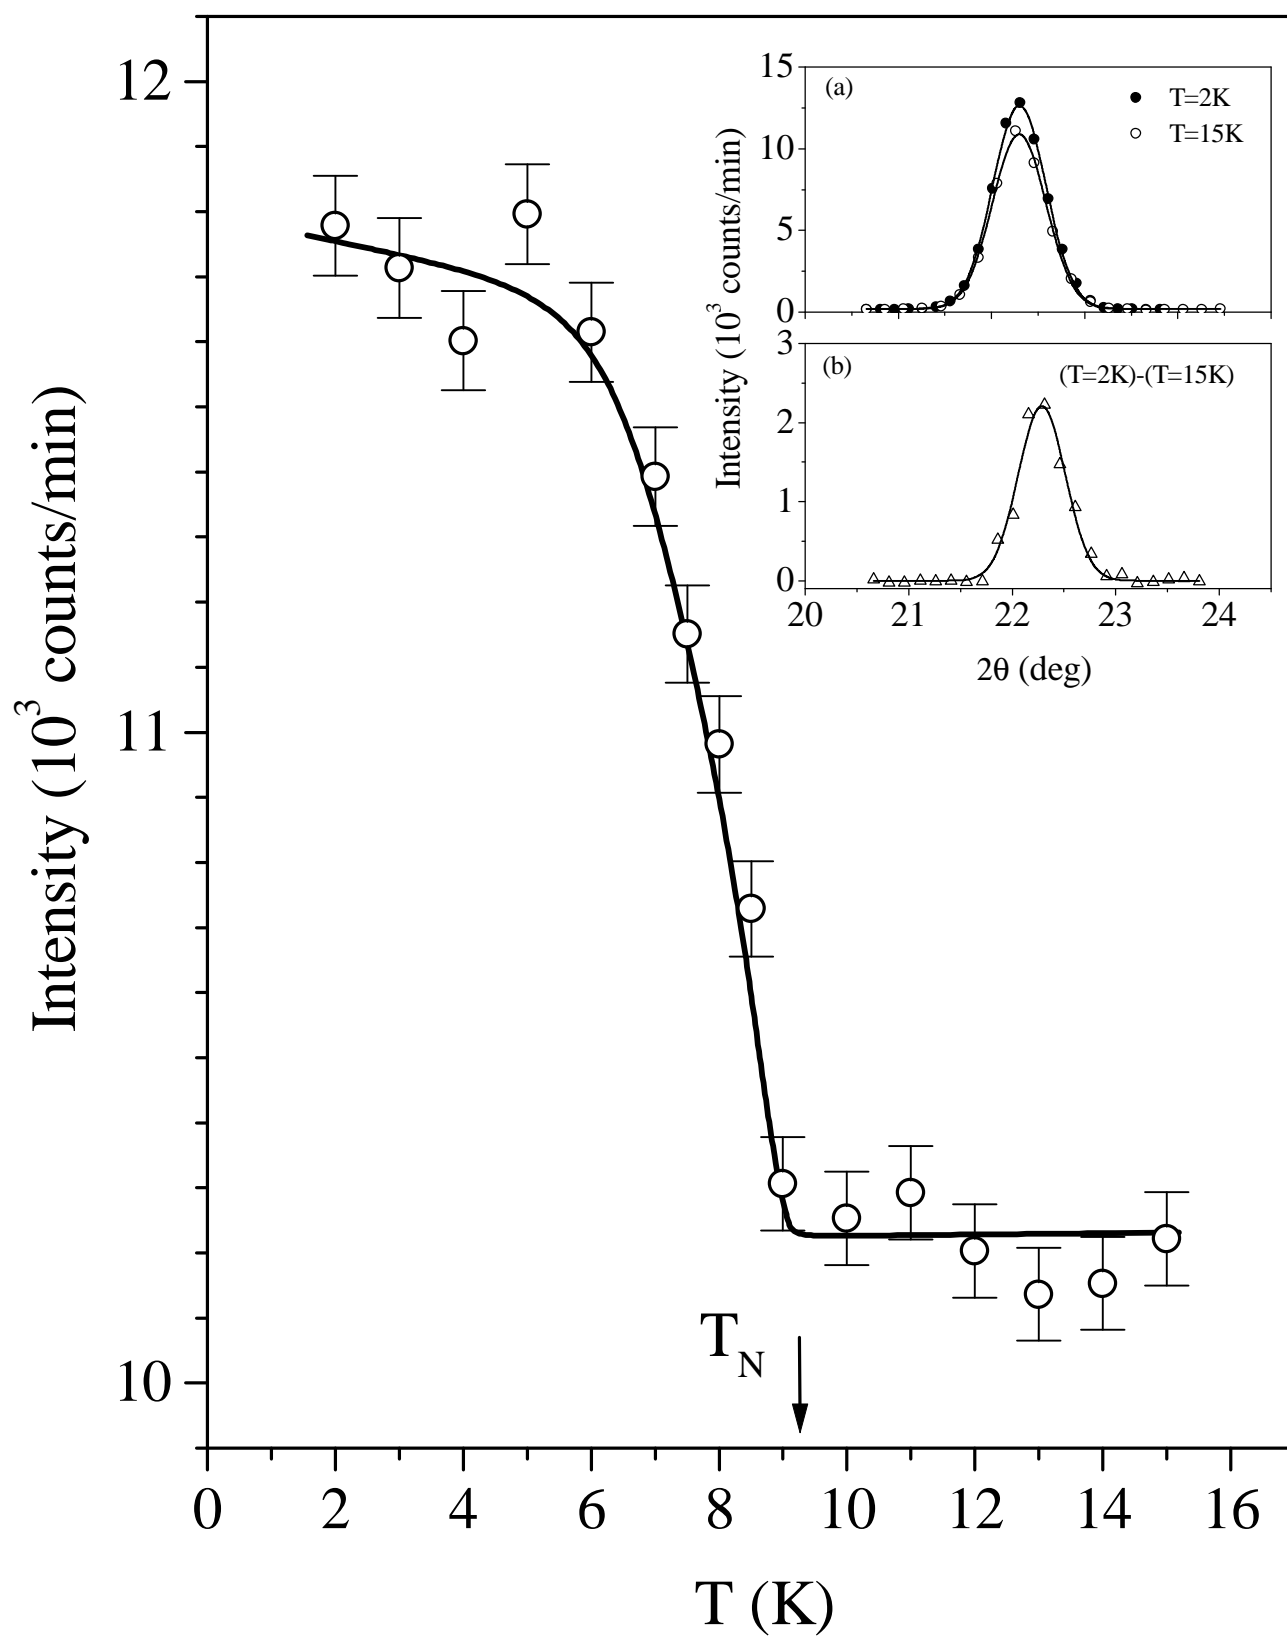 12
11
10
Intensity (10³ counts/min)
0 2 4 6 8 10 12 14 16
T (K)
T_N
(a)
T=2K
T=15K
15
10
5
0
Intensity (10³ counts/min)
(b)
(T=2K)-(T=15K)
3
2
1
0
20 21 22 23 24
2θ (deg)